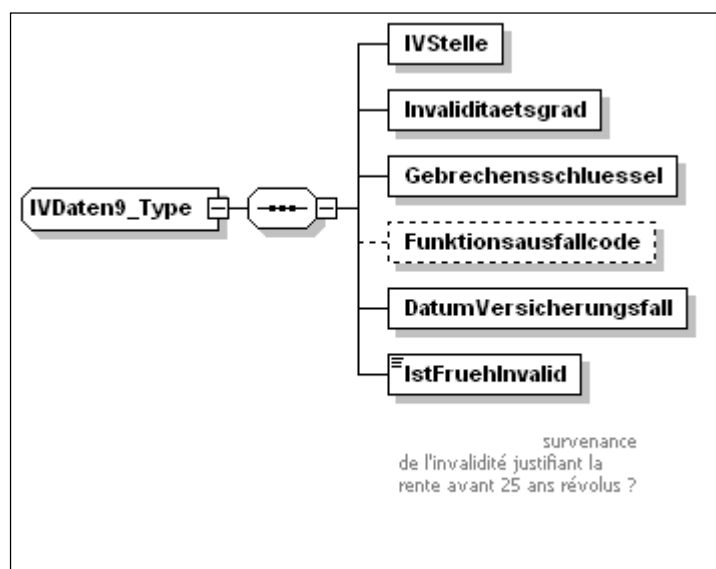 IVStelle
Invaliditaetsgrad
Gebrechensschluessel
IVDaten9_Type
Funktionsausfallcode
DatumVersicherungsfall
IstFruehInvalid
survenance
de l'invalidité justifiant la
rente avant 25 ans révolus ?